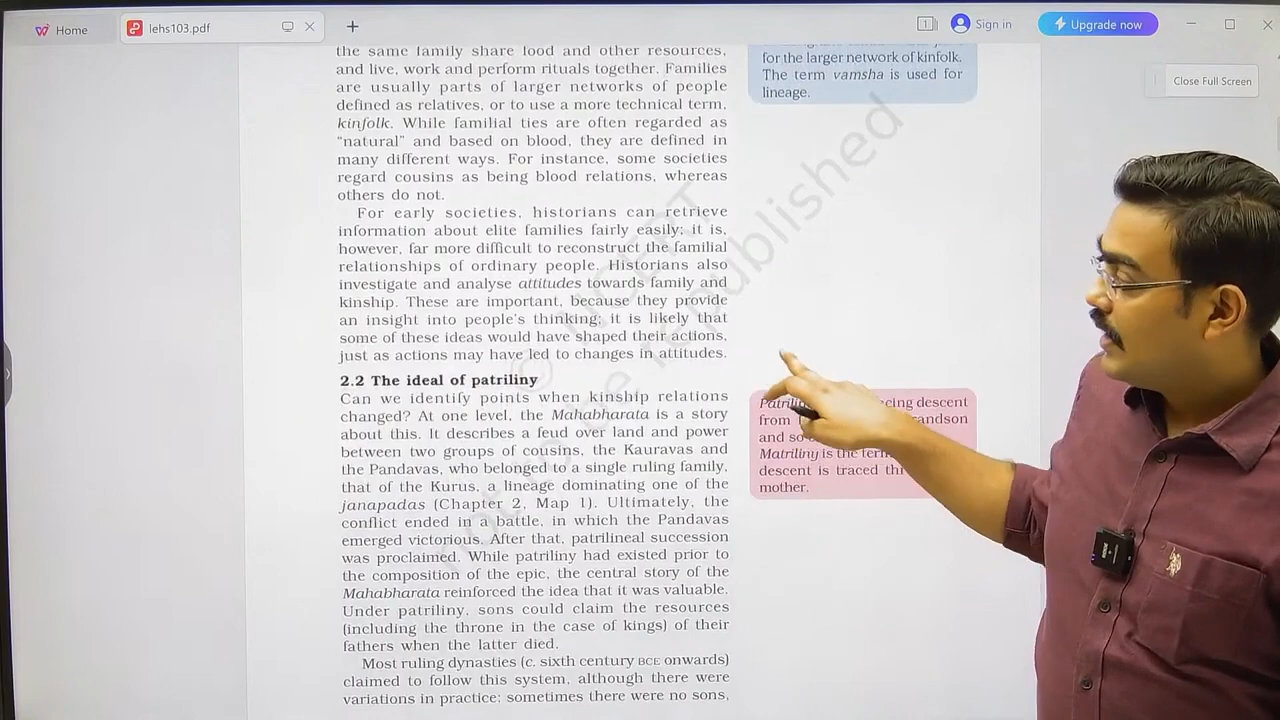 Home
lehs103.pdf
1
Sign in
Upgrade now
Close Full Screen
the same family share food and other resources,
and live, work and perform rituals together. Families
are usually parts of larger networks of people
defined as relatives, or to use a more technical term,
kinfolk. While familial ties are often regarded as
“natural” and based on blood, they are defined in
many different ways. For instance, some societies
regard cousins as being blood relations, whereas
others do not.
For early societies, historians can retrieve
information about elite families fairly easily; it is,
however, far more difficult to reconstruct the familial
relationships of ordinary people. Historians also
investigate and analyse attitudes towards family and
kinship. These are important, because they provide
an insight into people’s thinking; it is likely that
some of these ideas would have shaped their actions,
just as actions may have led to changes in attitudes.
2.2 The ideal of patriliny
Can we identify points when kinship relations
changed? At one level, the Mahabharata is a story
about this. It describes a feud over land and power
between two groups of cousins, the Kauravas and
the Pandavas, who belonged to a single ruling family,
that of the Kurus, a lineage dominating one of the
janapadas (Chapter 2, Map 1). Ultimately, the
conflict ended in a battle, in which the Pandavas
emerged victorious. After that, patrilineal succession
was proclaimed. While patriliny had existed prior to
the composition of the epic, the central story of the
Mahabharata reinforced the idea that it was valuable.
Under patriliny, sons could claim the resources
(including the throne in the case of kings) of their
fathers when the latter died.
Most ruling dynasties (c. sixth century BCE onwards)
claimed to follow this system, although there were
variations in practice: sometimes there were no sons,
for the larger network of kinfolk.
The term vamsha is used for
lineage.
descent
from
and
Matriliny is the
descent is traced
mother.
© NCERT
not to be republished